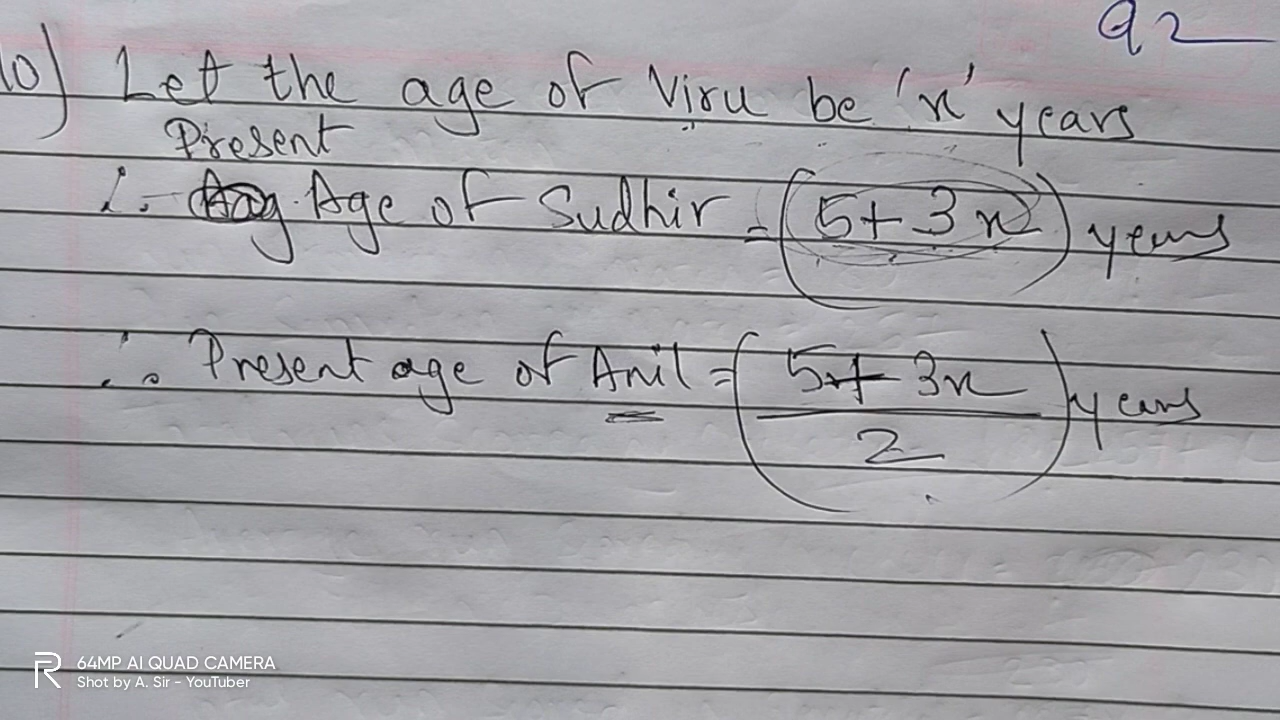 92
10) Let the age of Viru be 'x' years
Present
∴ Age of Sudhir = (5+3x) years
∴ Present age of Anil = (5+3x / 2) years
64MP AI QUAD CAMERA
Shot by A. Sir - YouTuber